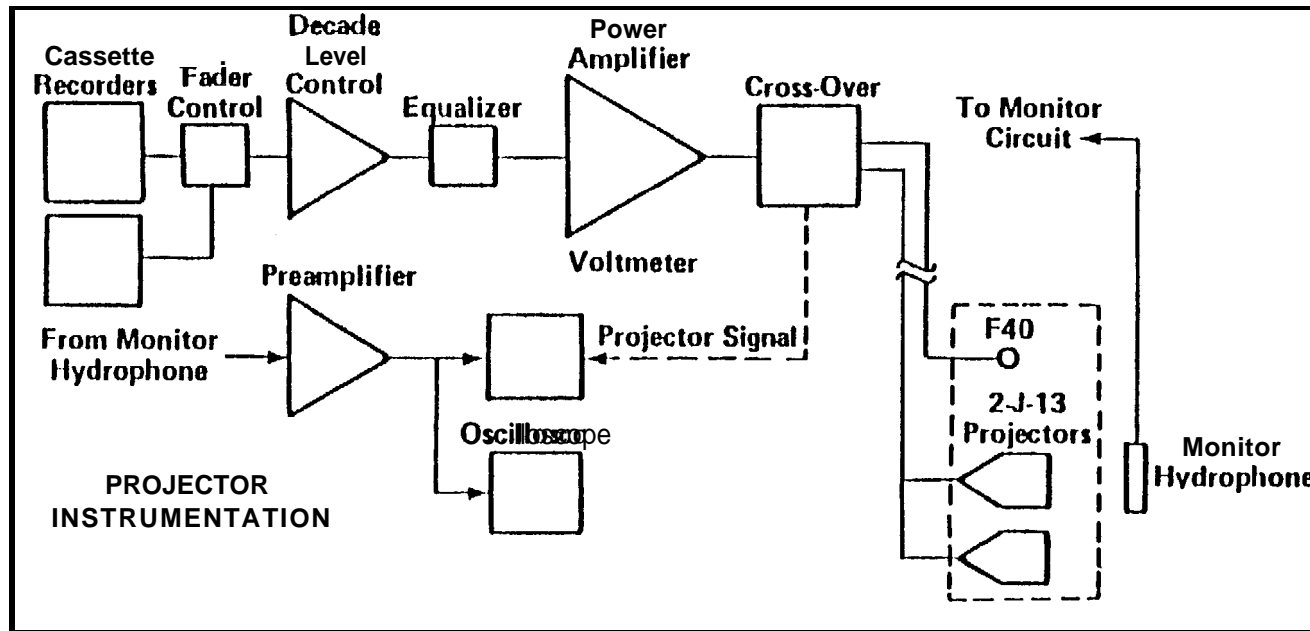 Cassette
Recorders
Fader
Control
Decade
Level
Control
Equalizer
Power
Amplifier
Cross-Over
To Monitor
Circuit
Voltmeter
Preamplifier
From Monitor
Hydrophone
Projector Signal
F40
2-J-13
Projectors
Oscilloscope
Monitor
Hydrophone
PROJECTOR
INSTRUMENTATION